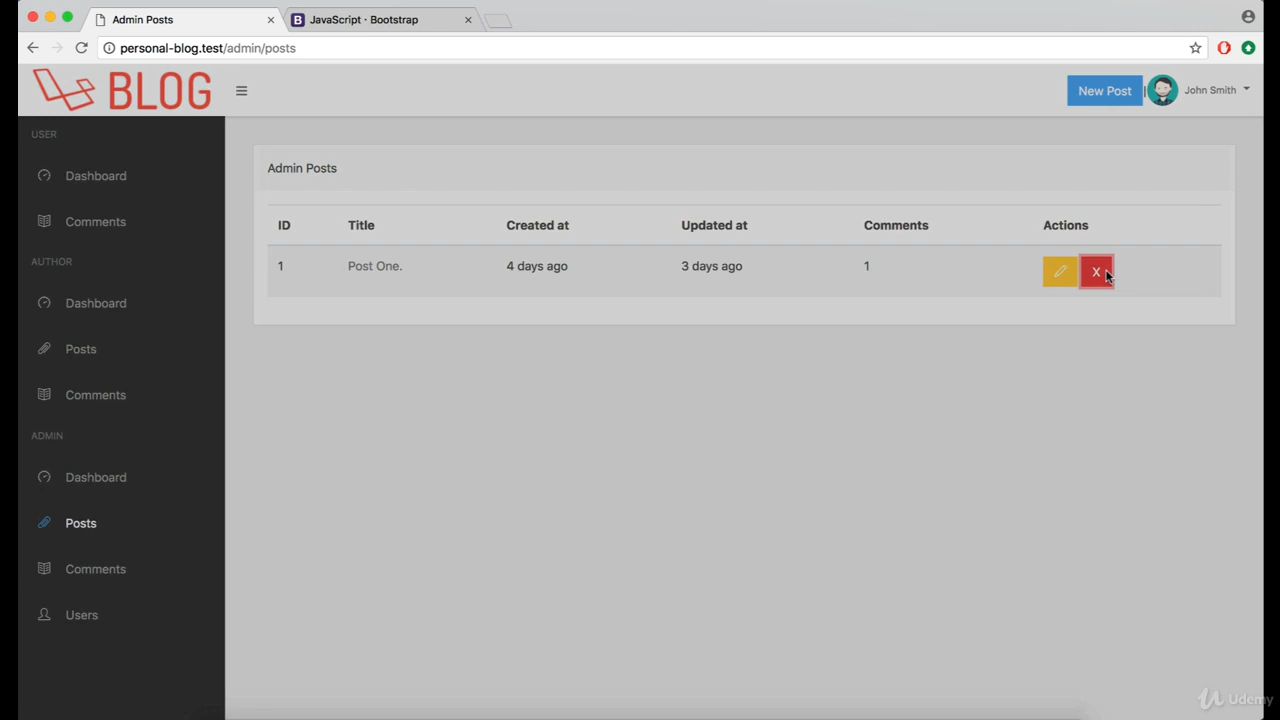 Admin Posts
JavaScript · Bootstrap
personal-blog.test/admin/posts
BLOG
New Post
John Smith
USER
Dashboard
Comments
AUTHOR
Dashboard
Posts
Comments
ADMIN
Dashboard
Posts
Comments
Users
Admin Posts
ID Title Created at Updated at Comments Actions
1 Post One. 4 days ago 3 days ago 1 X
Udemy